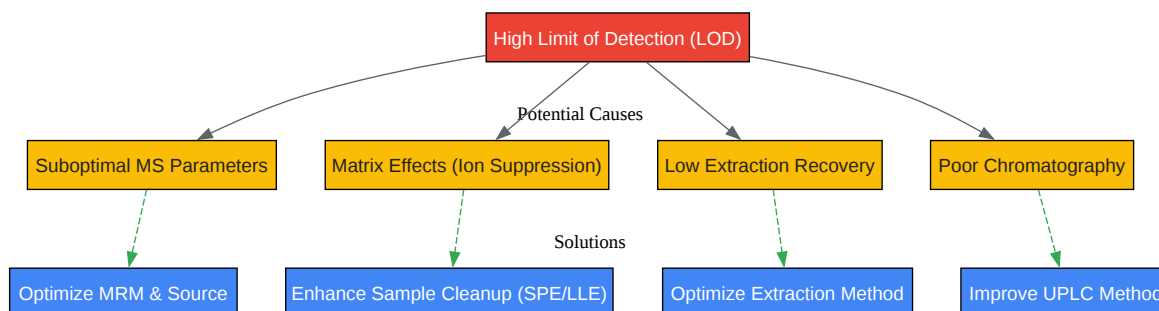 High Limit of Detection (LOD)
Potential Causes
Suboptimal MS Parameters
Matrix Effects (Ion Suppression)
Low Extraction Recovery
Poor Chromatography
Solutions
Optimize MRM & Source
Enhance Sample Cleanup (SPE/LLE)
Optimize Extraction Method
Improve UPLC Method